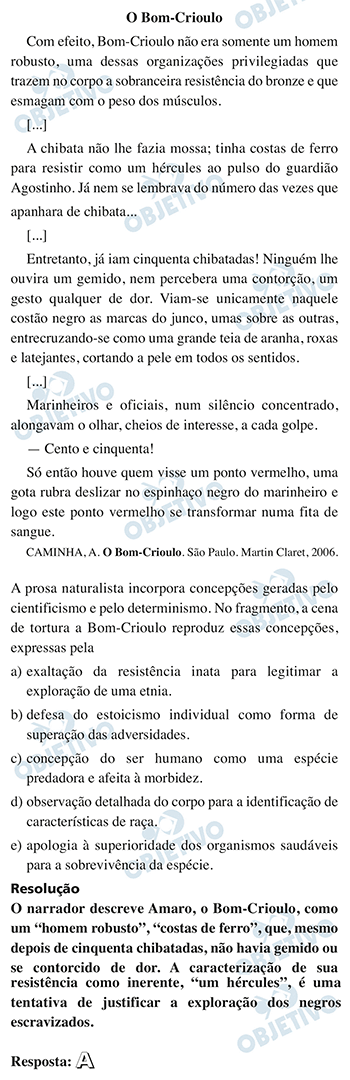 O Bom-Crioulo
Com efeito, Bom-Crioulo não era somente um homem
robusto, uma dessas organizações privilegiadas que
trazem no corpo a sobranceira resistência do bronze e que
esmagam com o peso dos músculos.
[...]
A chibata não lhe fazia mossa; tinha costas de ferro
para resistir como um hércules ao pulso do guardião
Agostinho. Já nem se lembrava do número das vezes que
apanhara de chibata...
[...]
Entretanto, já iam cinquenta chibatadas! Ninguém lhe
ouvira um gemido, nem percebera uma contorção, um
gesto qualquer de dor. Viam-se unicamente naquele
costão negro as marcas do junco, umas sobre as outras,
entrecruzando-se como uma grande teia de aranha, roxas
e latejantes, cortando a pele em todos os sentidos.
[...]
Marinheiros e oficiais, num silêncio concentrado,
alongavam o olhar, cheios de interesse, a cada golpe.
— Cento e cinquenta!
Só então houve quem visse um ponto vermelho, uma
gota rubra deslizar no espinhaço negro do marinheiro e
logo este ponto vermelho se transformar numa fita de
sangue.
CAMINHA, A. O Bom-Crioulo. São Paulo. Martin Claret, 2006.
A prosa naturalista incorpora concepções geradas pelo
cientificismo e pelo determinismo. No fragmento, a cena
de tortura a Bom-Crioulo reproduz essas concepções,
expressas pela
a) exaltação da resistência inata para legitimar a
exploração de uma etnia.
b) defesa do estoicismo individual como forma de
superação das adversidades.
c) concepção do ser humano como uma espécie
predadora e afeita à morbidez.
d) observação detalhada do corpo para a identificação de
características de raça.
e) apologia à superioridade dos organismos saudáveis
para a sobrevivência da espécie.
Resolução
O narrador descreve Amaro, o Bom-Crioulo, como
um “homem robusto”, “costas de ferro”, que, mesmo
depois de cinquenta chibatadas, não havia gemido ou
se contorcido de dor. A caracterização de sua
resistência como inerente, “um hércules”, é uma
tentativa de justificar a exploração dos negros
escravizados.
Resposta: A
OBJETIVO
OBJETIVO
OBJETIVO
OBJETIVO
OBJETIVO
OBJETIVO
OBJETIVO
OBJETIVO
OBJETIVO
OBJETIVO
OBJETIVO
OBJETIVO